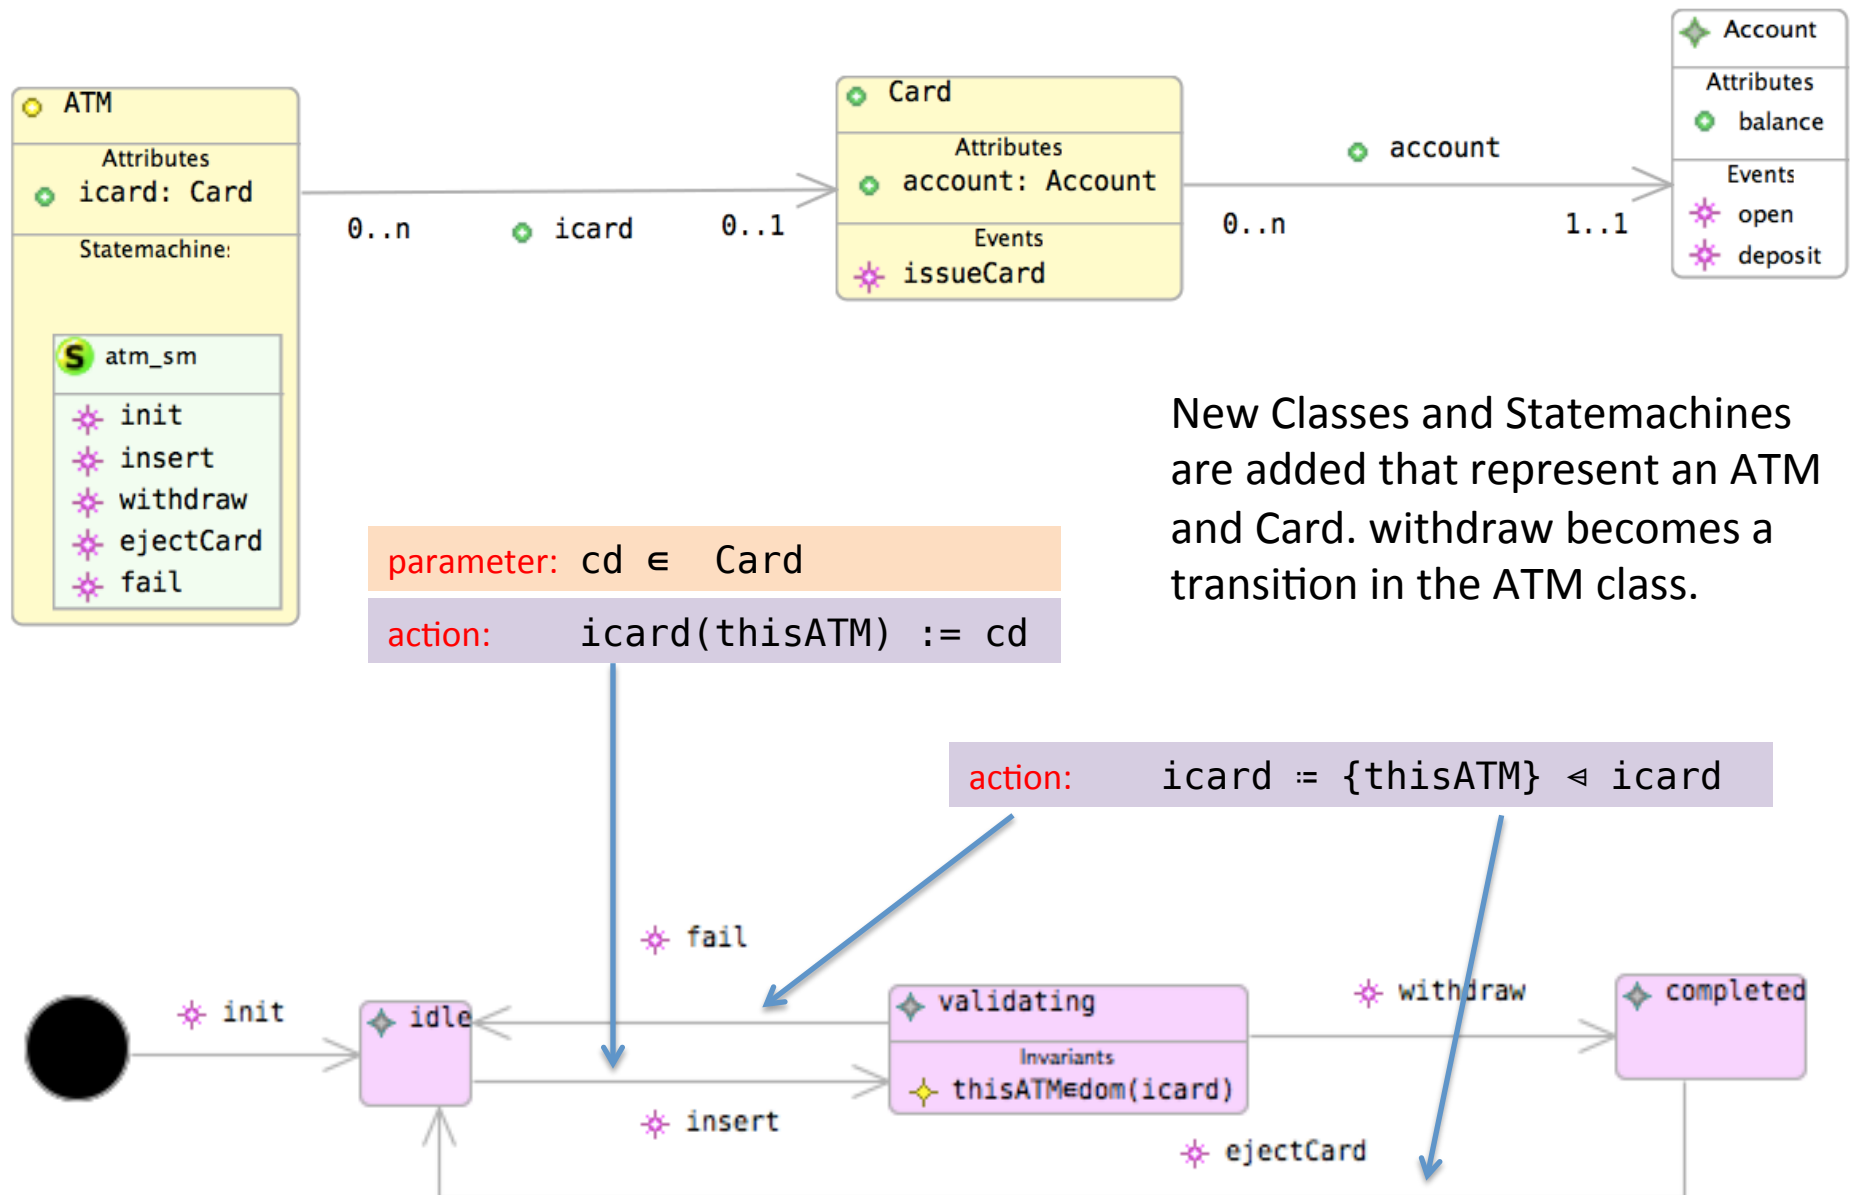 ATM
Attributes
icard: Card
Statemachines
atm_sm
init
insert
withdraw
ejectCard
fail
0..n
icard
0..1
Card
Attributes
account: Account
Events
issueCard
account
0..n
1..1
Account
Attributes
balance
Events
open
deposit
New Classes and Statemachines
are added that represent an ATM
and Card. withdraw becomes a
transition in the ATM class.
parameter: cd ∈ Card
action: icard(thisATM) := cd
action: icard ≔ {thisATM} ⩤ icard
fail
init
idle
validating
Invariants
thisATM∈dom(icard)
withdraw
completed
insert
ejectCard